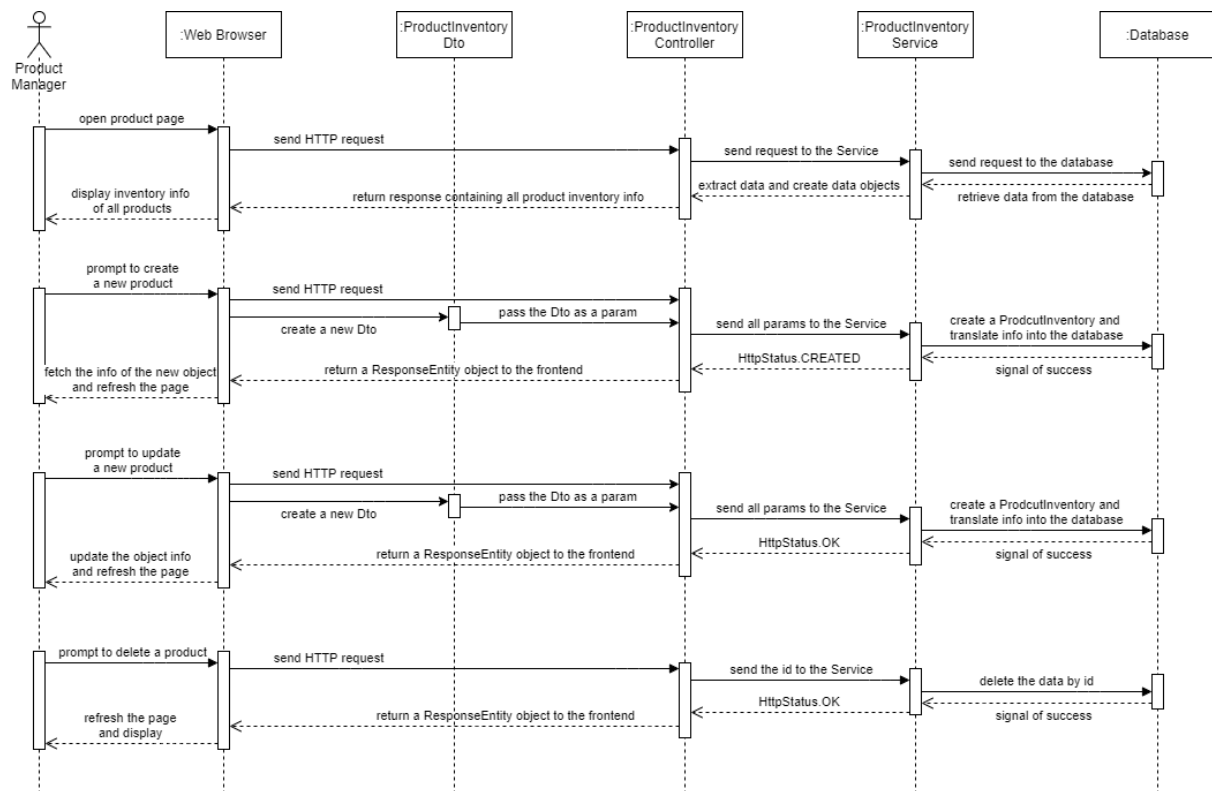 :Web Browser
:ProductInventory
Dto
:ProductInventory
Controller
:ProductInventory
Service
:Database
Product
Manager
open product page
send HTTP request
send request to the Service
send request to the database
retrieve data from the database
extract data and create data objects
return response containing all product inventory info
display inventory info
of all products
prompt to create
a new product
send HTTP request
create a new Dto
pass the Dto as a param
send all params to the Service
create a ProdcutInventory and
translate info into the database
signal of success
HttpStatus.CREATED
return a ResponseEntity object to the frontend
fetch the info of the new object
and refresh the page
prompt to update
a new product
send HTTP request
create a new Dto
pass the Dto as a param
send all params to the Service
create a ProdcutInventory and
translate info into the database
signal of success
HttpStatus.OK
return a ResponseEntity object to the frontend
update the object info
and refresh the page
prompt to delete a product
send HTTP request
send the id to the Service
delete the data by id
signal of success
HttpStatus.OK
return a ResponseEntity object to the frontend
refresh the page
and display